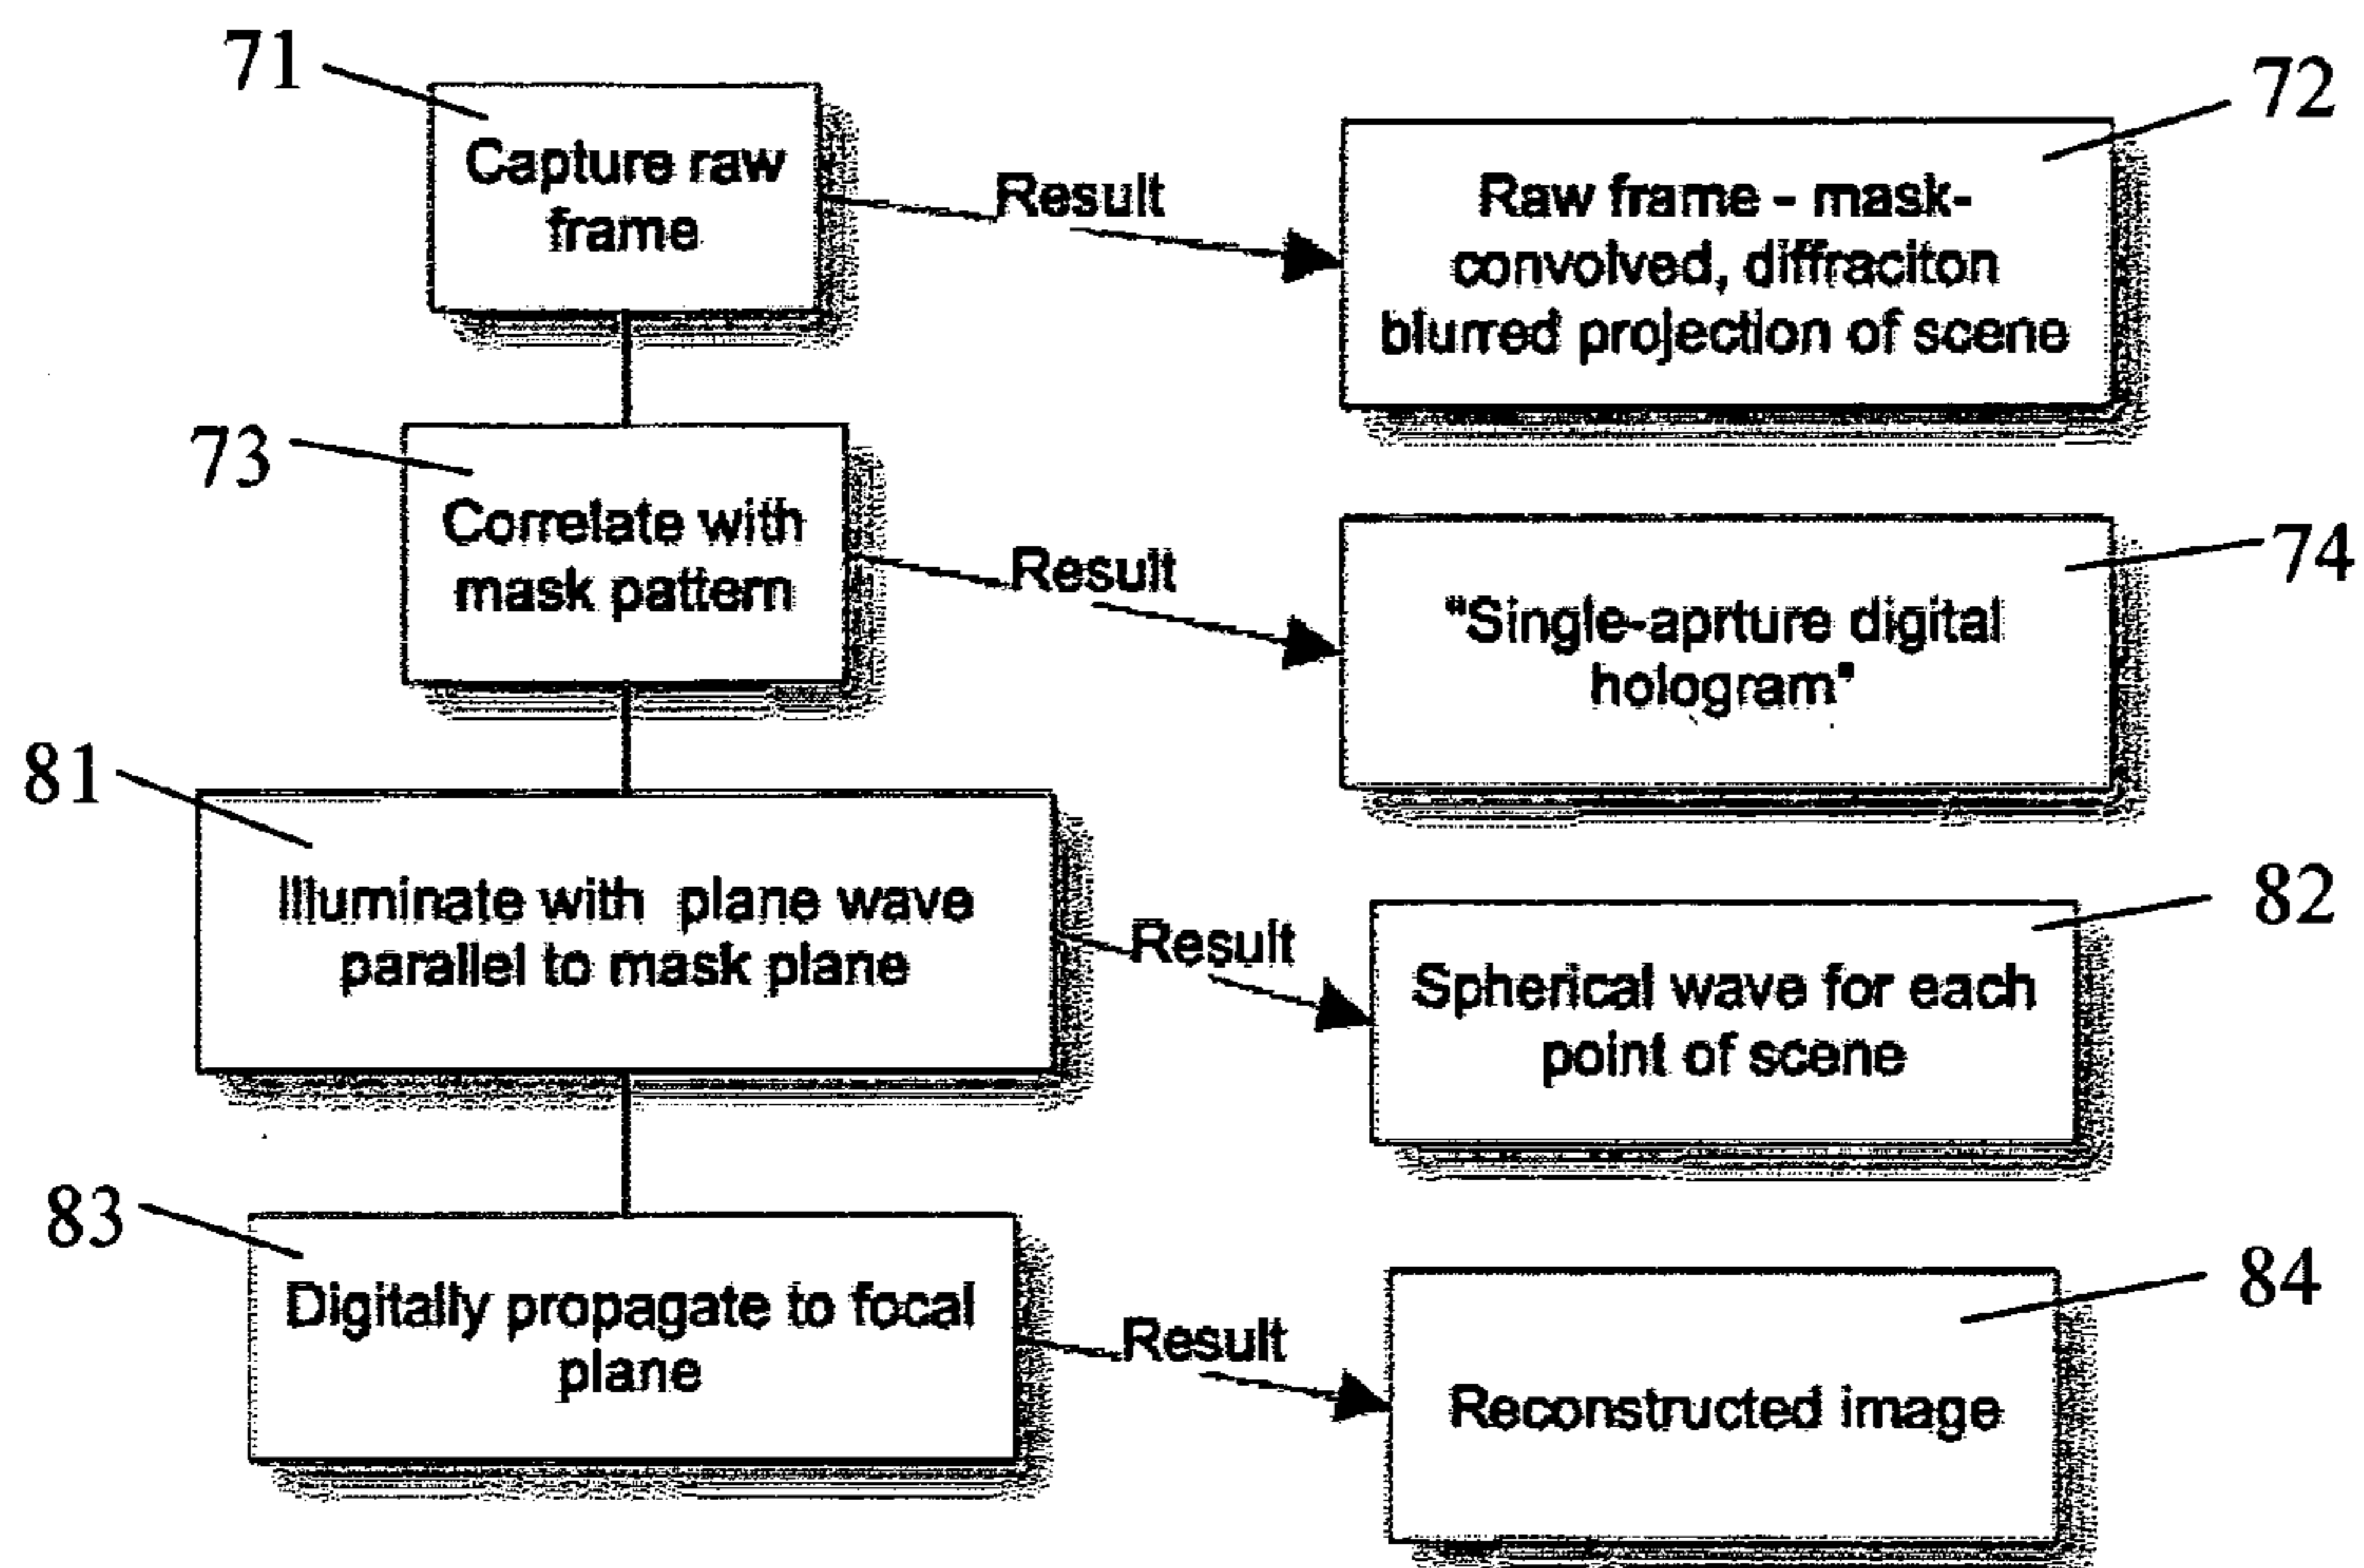 71
Capture raw
frame
Result
72
Raw frame - mask-
convolved, diffraciton
blurred projection of scene
73
Correlate with
mask pattern
Result
74
"Single-aprture digital
hologram"
81
Illuminate with plane wave
parallel to mask plane
Result
82
Spherical wave for each
point of scene
83
Digitally propagate to focal
plane
Result
84
Reconstructed image